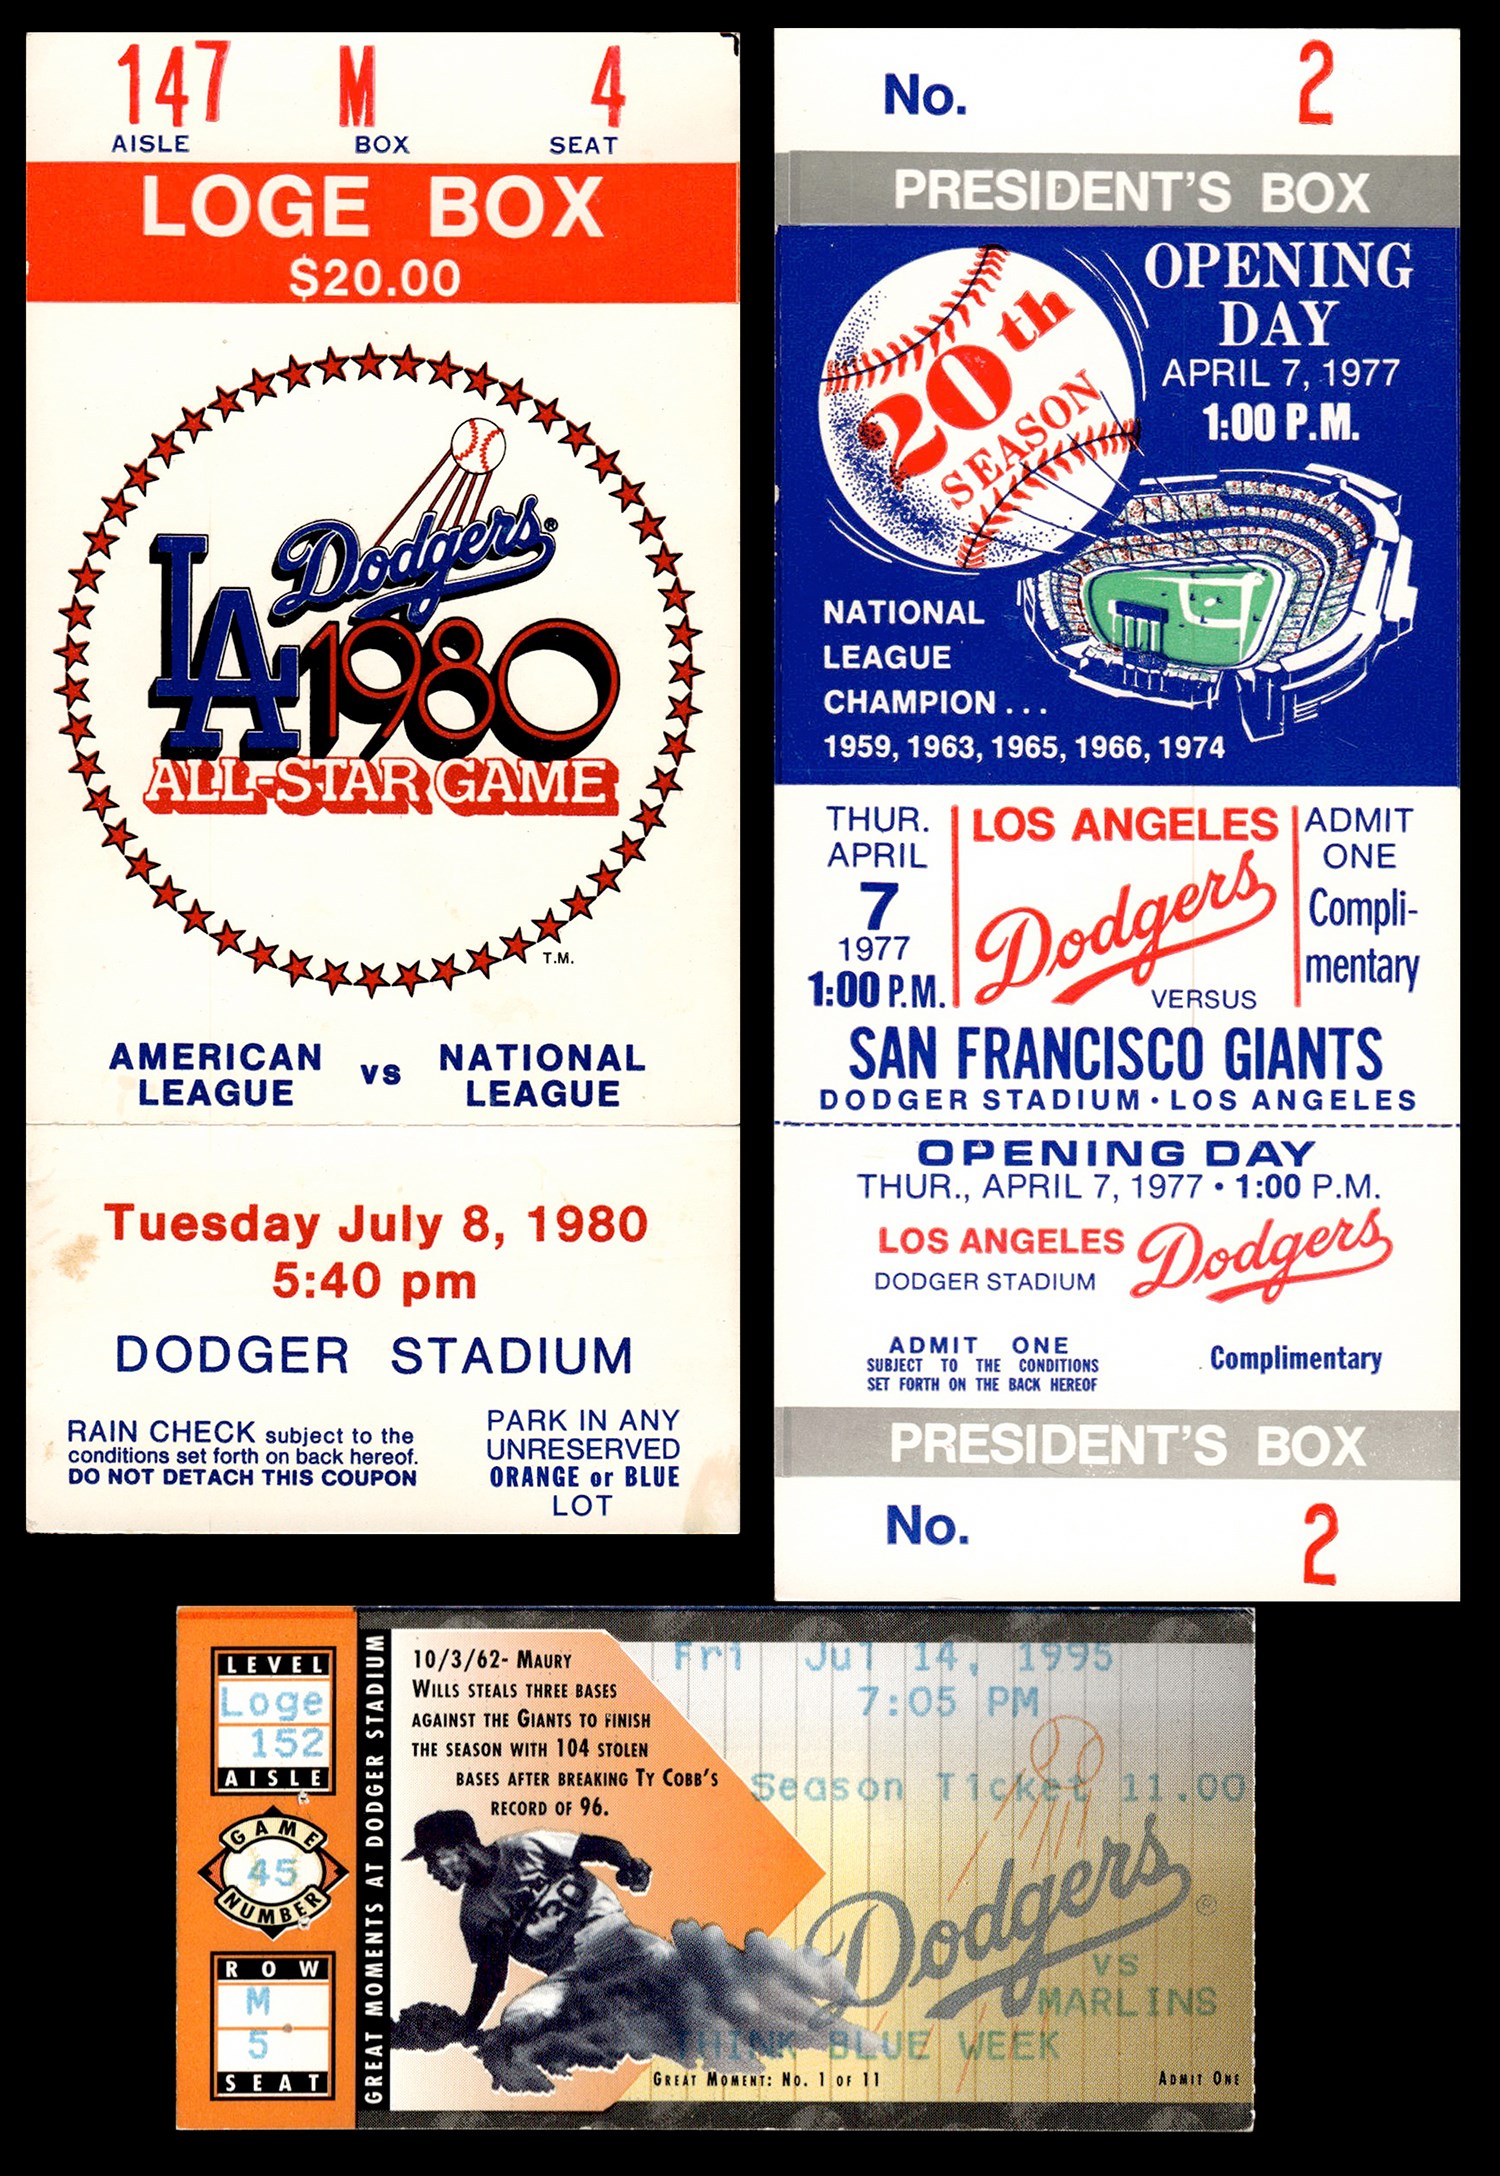 147 M 4
AISLE BOX SEAT
LOGE BOX
$20.00
Dodgers®
LA 1980
ALL-STAR GAME
T.M.
AMERICAN LEAGUE vs NATIONAL LEAGUE
Tuesday July 8, 1980
5:40 pm
DODGER STADIUM
RAIN CHECK subject to the
conditions set forth on back hereof.
DO NOT DETACH THIS COUPON
PARK IN ANY
UNRESERVED
ORANGE or BLUE
LOT
No. 2
PRESIDENT'S BOX
20th
SEASON
OPENING
DAY
APRIL 7, 1977
1:00 P.M.
NATIONAL
LEAGUE
CHAMPION...
1959, 1963, 1965, 1966, 1974
THUR.
APRIL
7
1977
1:00 P.M.
LOS ANGELES
Dodgers
VERSUS
ADMIT
ONE
Compli-
mentary
SAN FRANCISCO GIANTS
DODGER STADIUM • LOS ANGELES
OPENING DAY
THUR., APRIL 7, 1977 • 1:00 P.M.
LOS ANGELES Dodgers
DODGER STADIUM
ADMIT ONE
SUBJECT TO THE CONDITIONS
SET FORTH ON THE BACK HEREOF
Complimentary
PRESIDENT'S BOX
No. 2
LEVEL
Loge
152
AISLE
GAME
45
NUMBER
ROW
M
5
SEAT
GREAT MOMENTS AT DODGER STADIUM
10/3/62- MAURY
WILLS STEALS THREE BASES
AGAINST THE GIANTS TO FINISH
THE SEASON WITH 104 STOLEN
BASES AFTER BREAKING TY COBB'S
RECORD OF 96.
Fri Jul 14, 1995
7:05 PM
Season Ticket 11.00
Dodgers®
VS
MARLINS
THINK BLUE WEEK
GREAT MOMENT: NO. 1 OF 11
ADMIT ONE